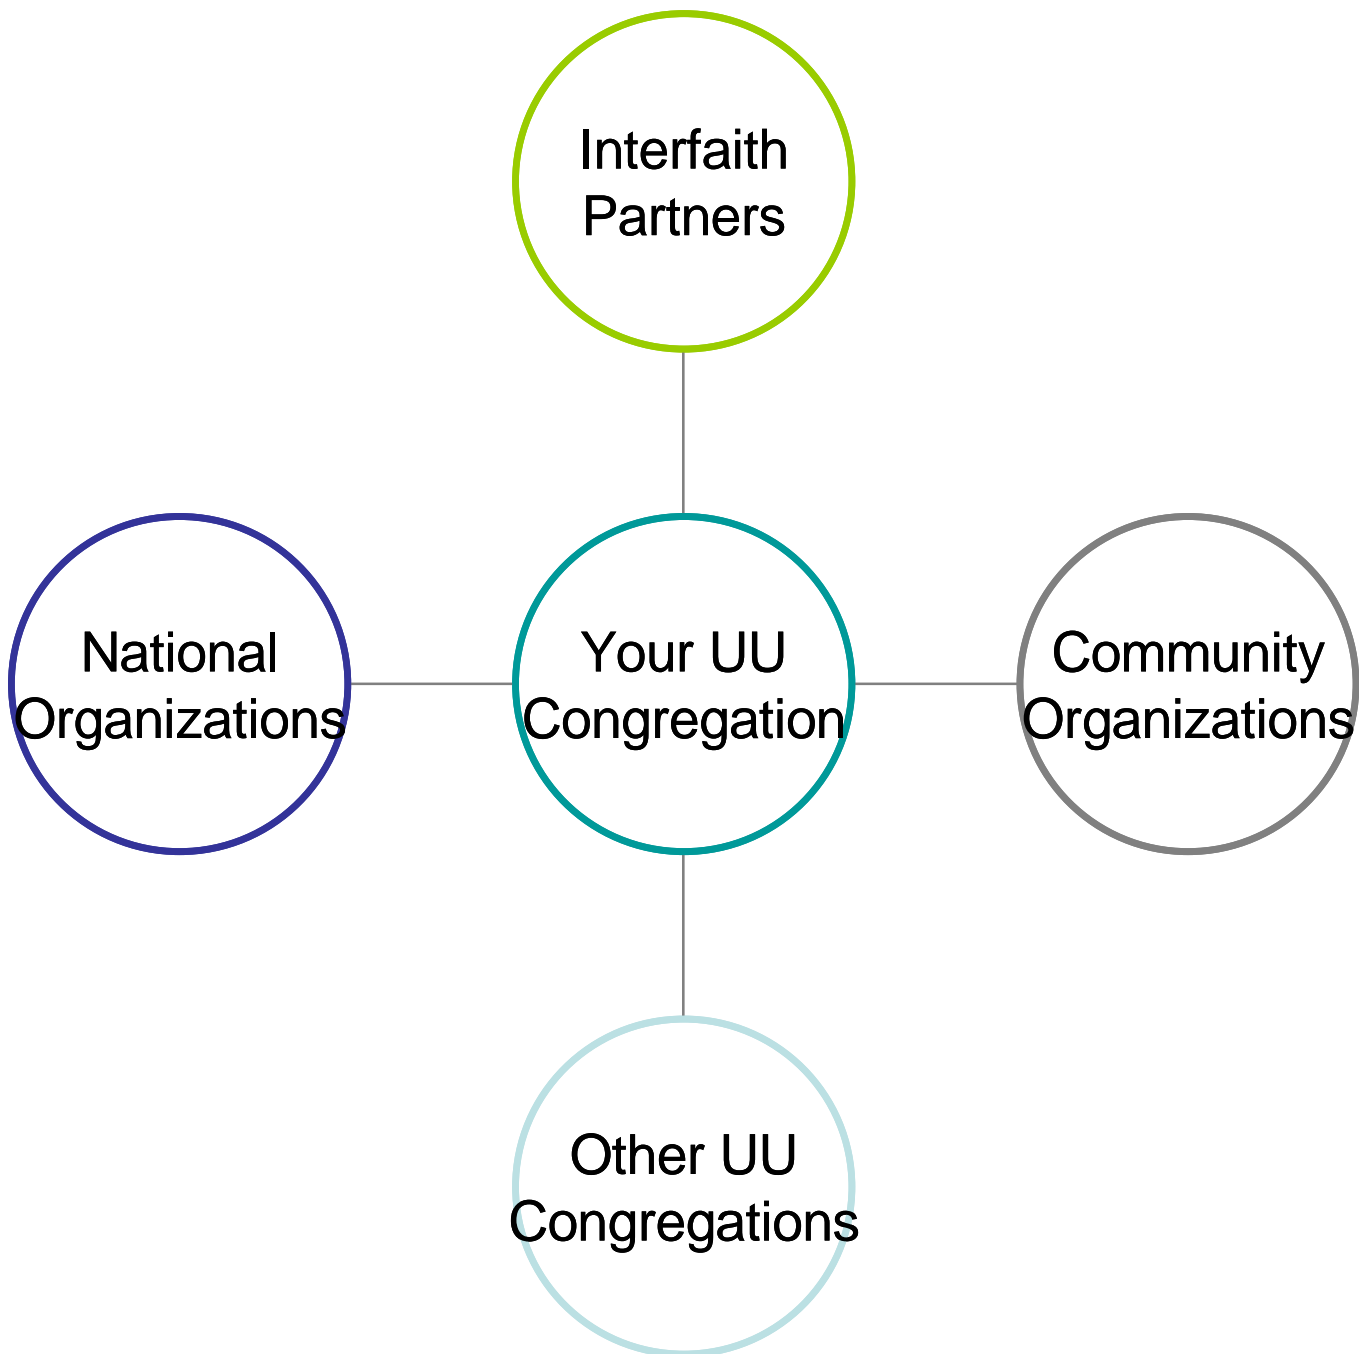 Interfaith
Partners
National
Organizations
Your UU
Congregation
Community
Organizations
Other UU
Congregations